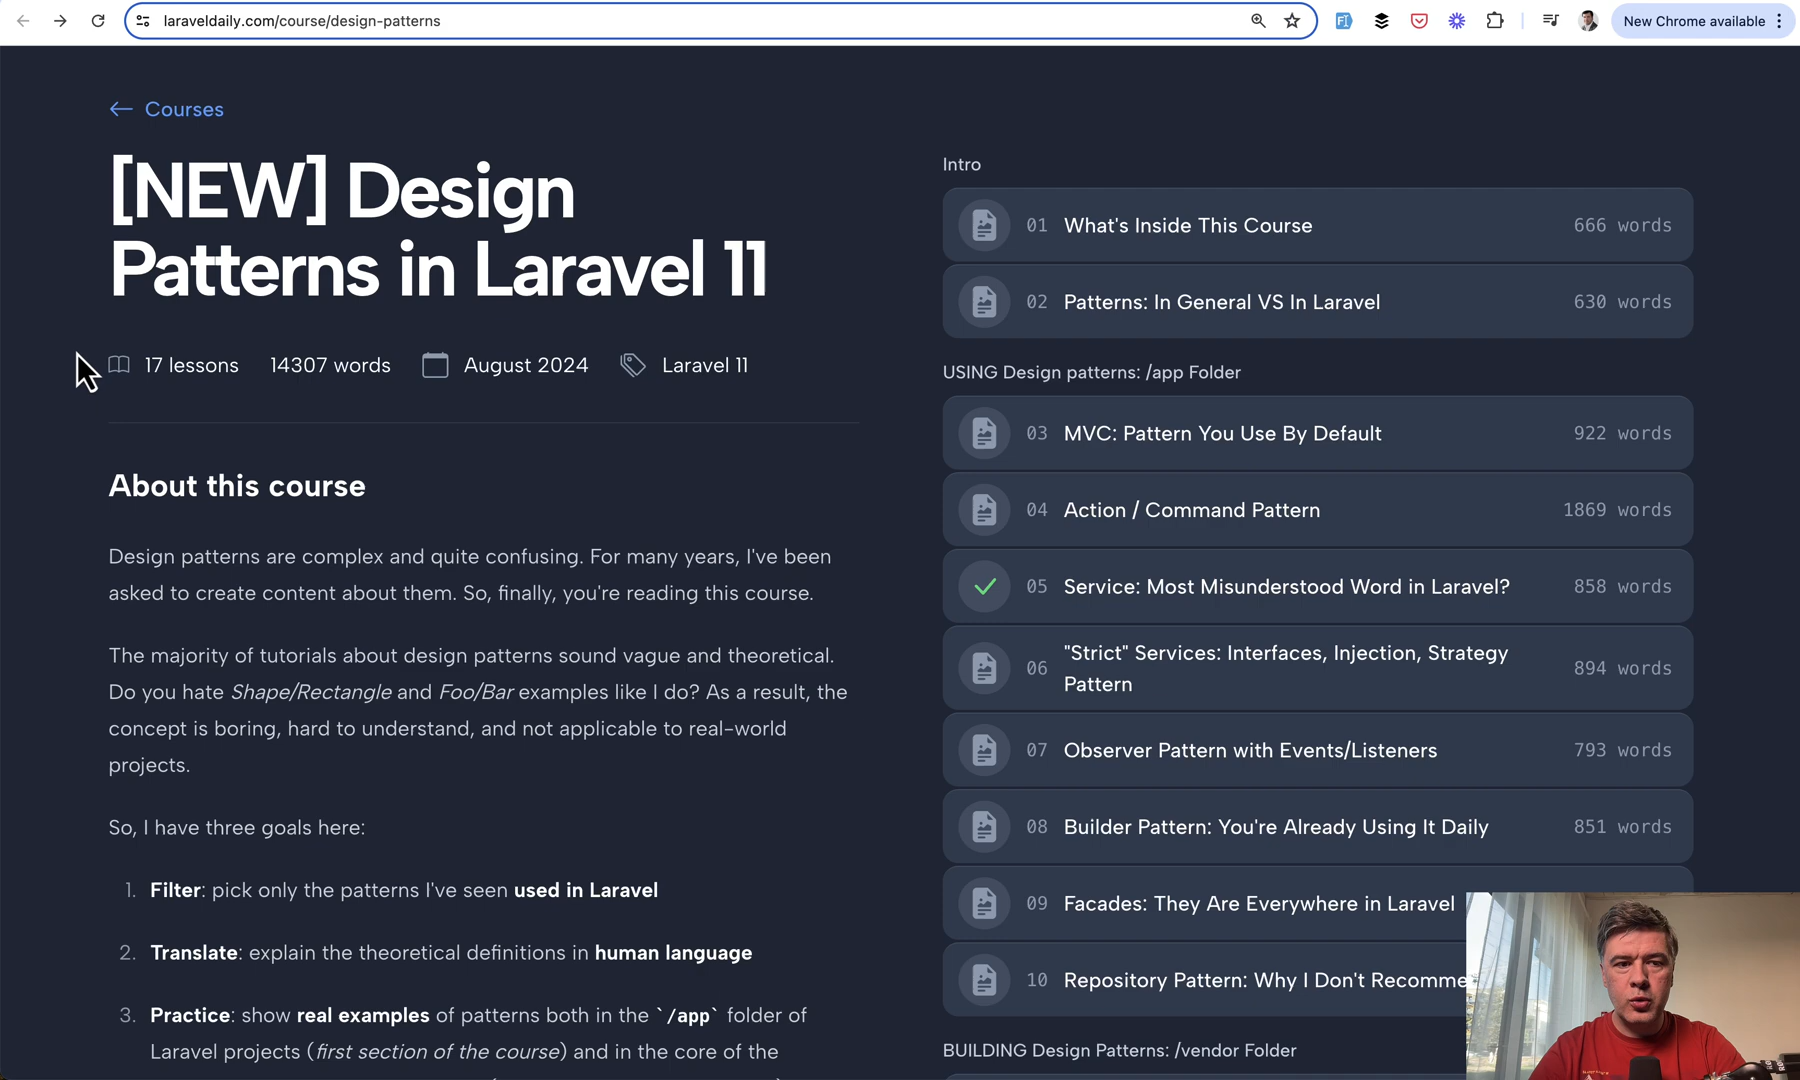 laraveldaily.com/course/design-patterns
New Chrome available
← Courses
[NEW] Design
Patterns in Laravel 11
17 lessons
14307 words
August 2024
Laravel 11
About this course
Design patterns are complex and quite confusing. For many years, I've been
asked to create content about them. So, finally, you're reading this course.
The majority of tutorials about design patterns sound vague and theoretical.
Do you hate Shape/Rectangle and Foo/Bar examples like I do? As a result, the
concept is boring, hard to understand, and not applicable to real-world
projects.
So, I have three goals here:
1. Filter: pick only the patterns I've seen used in Laravel
2. Translate: explain the theoretical definitions in human language
3. Practice: show real examples of patterns both in the `/app` folder of
Laravel projects (first section of the course) and in the core of the
Intro
01 What's Inside This Course 666 words
02 Patterns: In General VS In Laravel 630 words
USING Design patterns: /app Folder
03 MVC: Pattern You Use By Default 922 words
04 Action / Command Pattern 1869 words
05 Service: Most Misunderstood Word in Laravel? 858 words
06 "Strict" Services: Interfaces, Injection, Strategy
Pattern 894 words
07 Observer Pattern with Events/Listeners 793 words
08 Builder Pattern: You're Already Using It Daily 851 words
09 Facades: They Are Everywhere in Laravel
10 Repository Pattern: Why I Don't Recomme
BUILDING Design Patterns: /vendor Folder